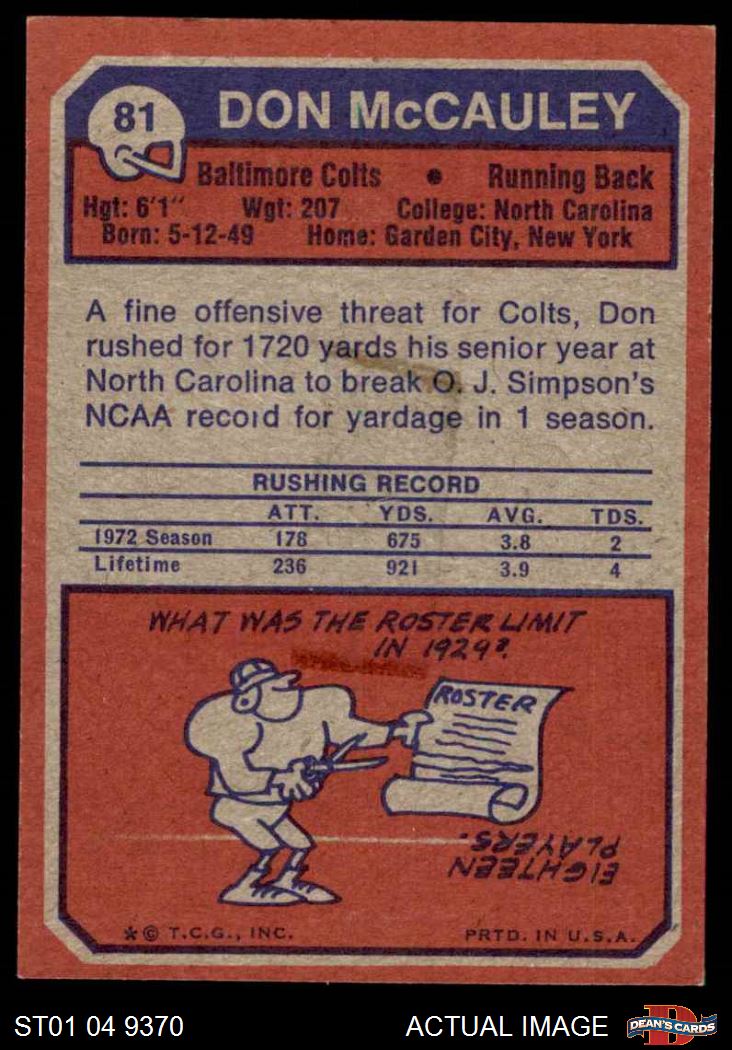 81
DON McCAULEY
Baltimore Colts • Running Back
Hgt: 6'1" Wgt: 207 College: North Carolina
Born: 5-12-49 Home: Garden City, New York
A fine offensive threat for Colts, Don
rushed for 1720 yards his senior year at
North Carolina to break O. J. Simpson's
NCAA record for yardage in 1 season.
RUSHING RECORD
ATT. YDS. AVG. TDS.
1972 Season 178 675 3.8 2
Lifetime 236 921 3.9 4
WHAT WAS THE ROSTER LIMIT
IN 1929?
ROSTER
EIGHTEEN
PLAYERS.
*© T.C.G., INC. PRTD. IN U.S.A.
ST01 04 9370 ACTUAL IMAGE
D
DEAN'S CARDS